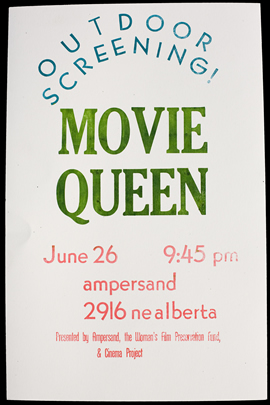 OUTDOOR
SCREENING!
MOVIE
QUEEN
June 26 9:45 pm
ampersand
2916 ne alberta
Presented by Ampersand, the Women's Film Preservation Fund,
& Cinema Project